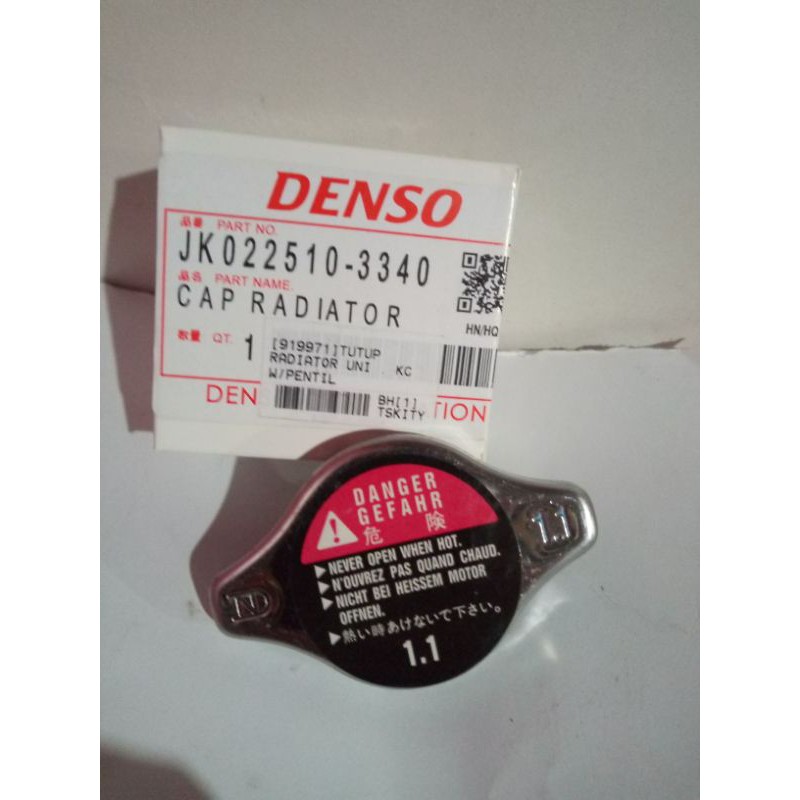 DENSO
品番 PART NO.
JK022510-3340
品名 PART NAME.
CAP RADIATOR
HN/HQ
数量 QT. 1
[919971]TUTUP
RADIATOR UNI . KC
W/PENTIL
BH[1]
TSKITY
DEN TION
DANGER
GEFAHR
危 険
NEVER OPEN WHEN HOT.
N'OUVREZ PAS QUAND CHAUD.
NICHT BEI HEISSEM MOTOR
OFFNEN.
熱い時あけないで下さい。
1.1
1.1